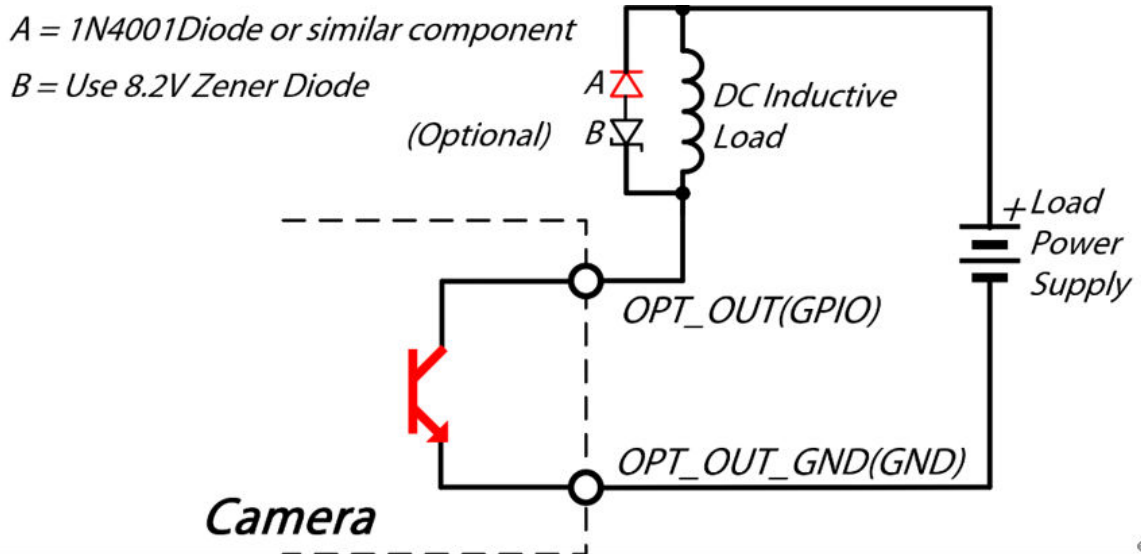 A = 1N4001Diode or similar component
B = Use 8.2V Zener Diode
A
DC Inductive
(Optional)
B
Load
+
Load
Power
Supply
OPT_OUT(GPIO)
OPT_OUT_GND(GND)
Camera